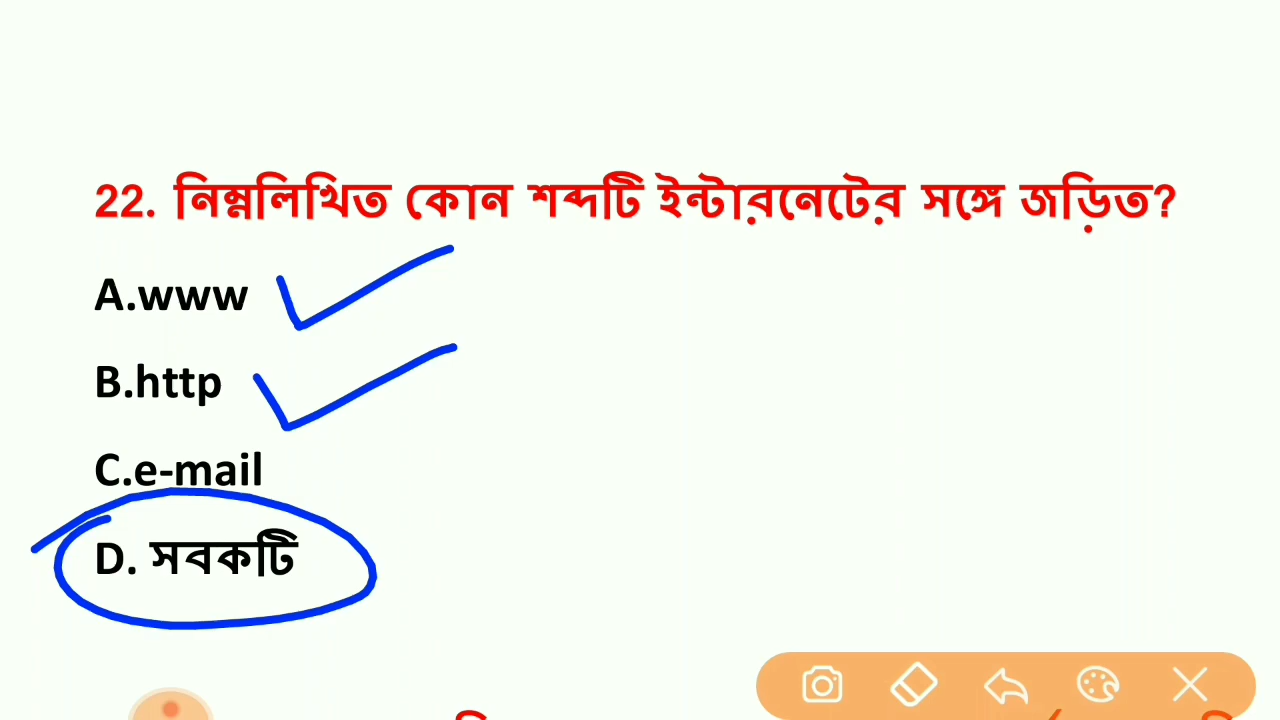 22. নিম্নলিখিত কোন শব্দটি ইন্টারনেটের সঙ্গে জড়িত?
A.www
B.http
C.e-mail
D. সবকটি